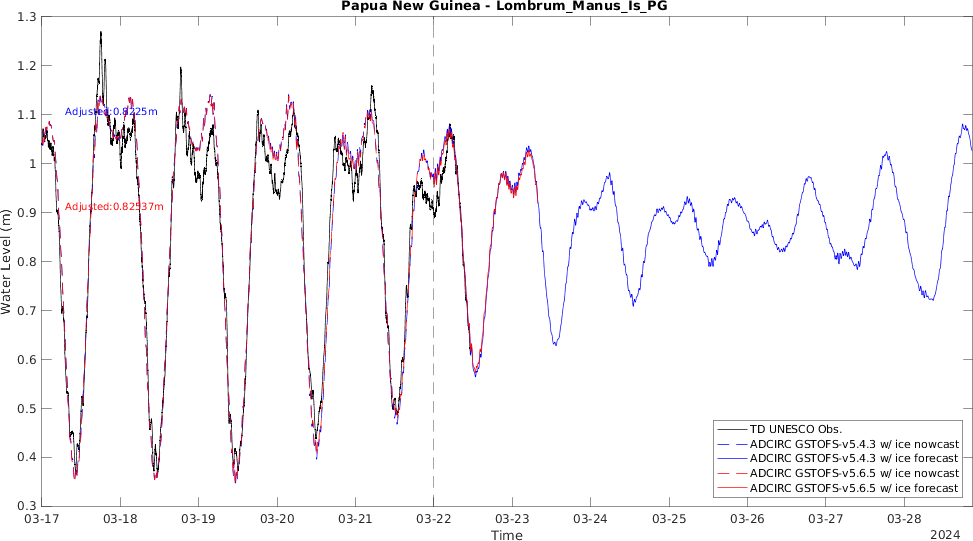 Papua New Guinea - Lombrum_Manus_Is_PG
1.3
1.2
1.1
1
0.9
0.8
0.7
0.6
0.5
0.4
0.3
Water Level (m)
Adjusted:0.8225m
Adjusted:0.82537m
TD UNESCO Obs.
ADCIRC GSTOFS-v5.4.3 w/ ice nowcast
ADCIRC GSTOFS-v5.4.3 w/ ice forecast
ADCIRC GSTOFS-v5.6.5 w/ ice nowcast
ADCIRC GSTOFS-v5.6.5 w/ ice forecast
03-17 03-18 03-19 03-20 03-21 03-22 03-23 03-24 03-25 03-26 03-27 03-28
Time
2024